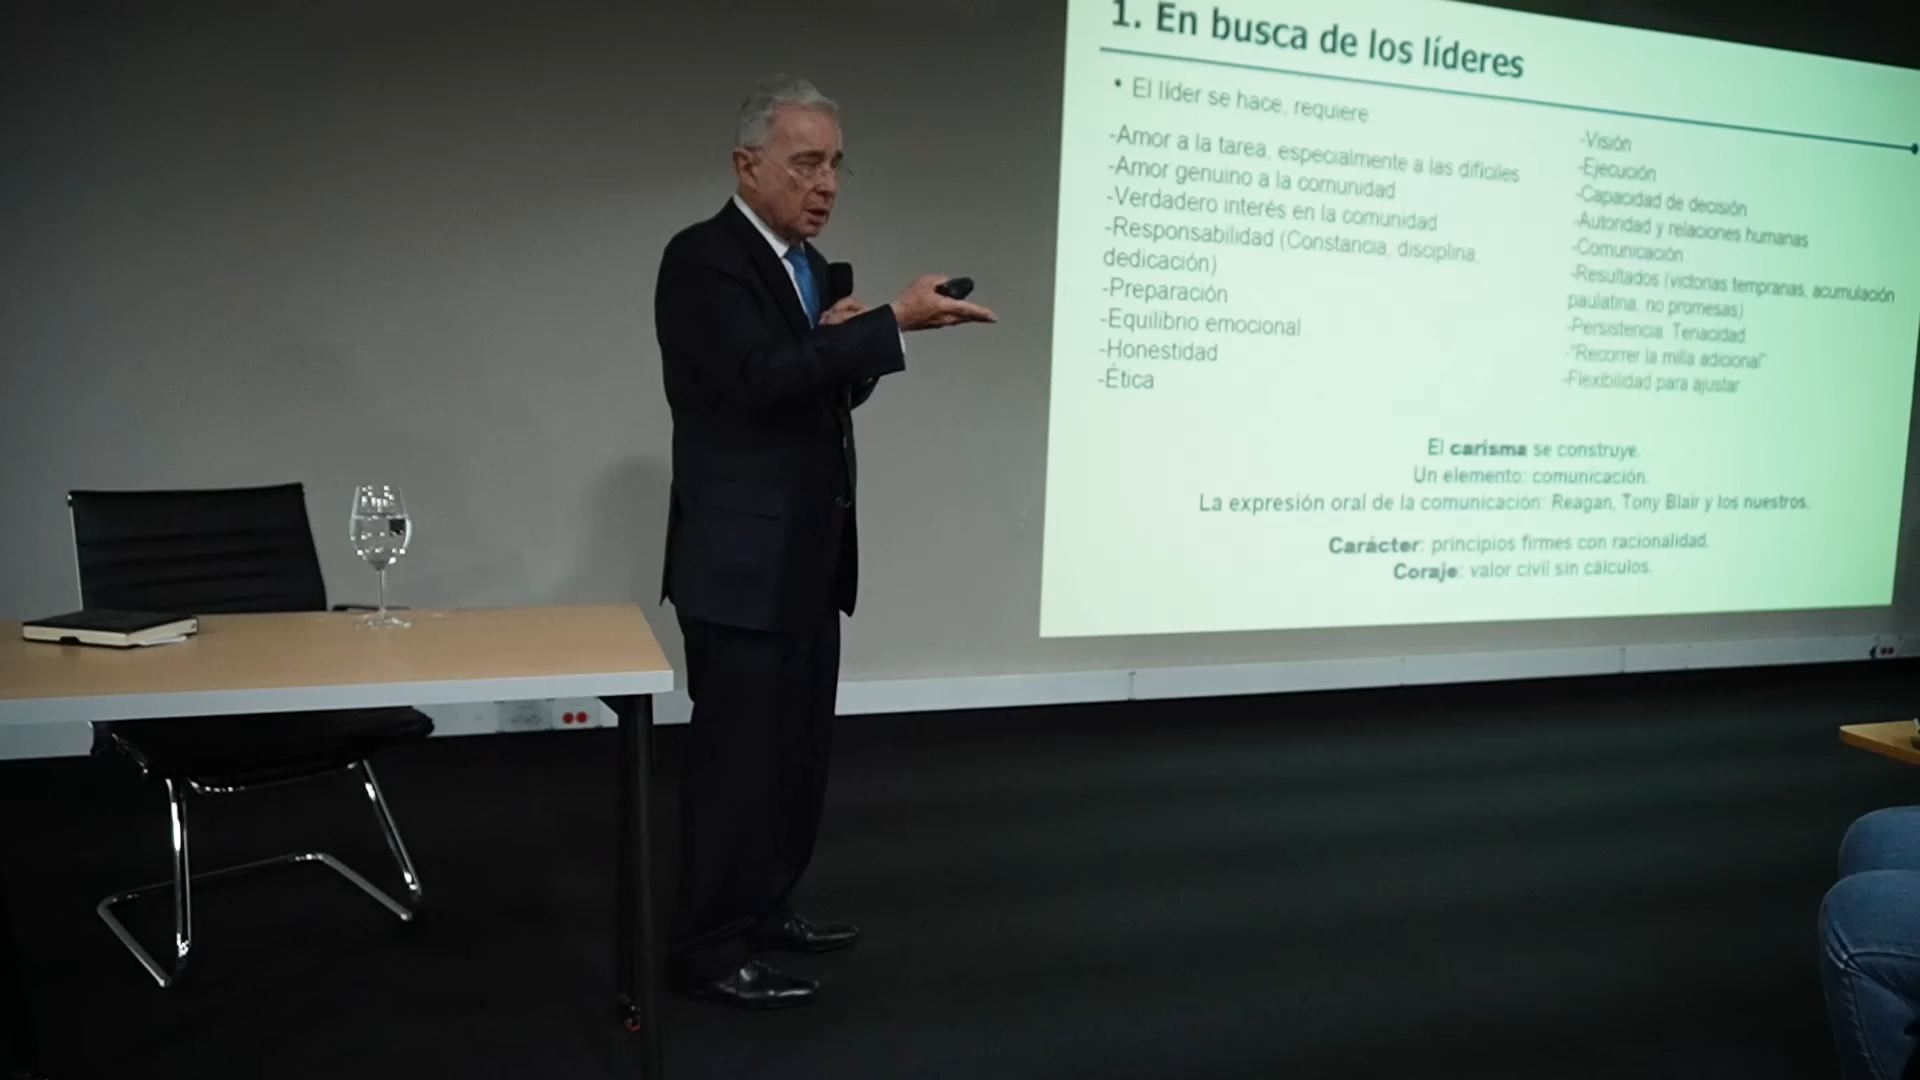 1. En busca de los líderes
• El líder se hace, requiere:
-Amor a la tarea, especialmente a las difíciles
-Amor genuino a la comunidad
-Verdadero interés en la comunidad
-Responsabilidad (Constancia, disciplina,
dedicación)
-Preparación
-Equilibrio emocional
-Honestidad
-Ética
-Visión
-Ejecución
-Capacidad de decisión
-Autoridad y relaciones humanas
-Comunicación
-Resultados (victorias tempranas, acumulación
paulatina, no promesas)
-Persistencia. Tenacidad.
-"Recorrer la milla adicional"
-Flexibilidad para ajustar
El carisma se construye.
Un elemento: comunicación.
La expresión oral de la comunicación: Reagan, Tony Blair y los nuestros.
Carácter: principios firmes con racionalidad.
Coraje: valor civil sin cálculos.